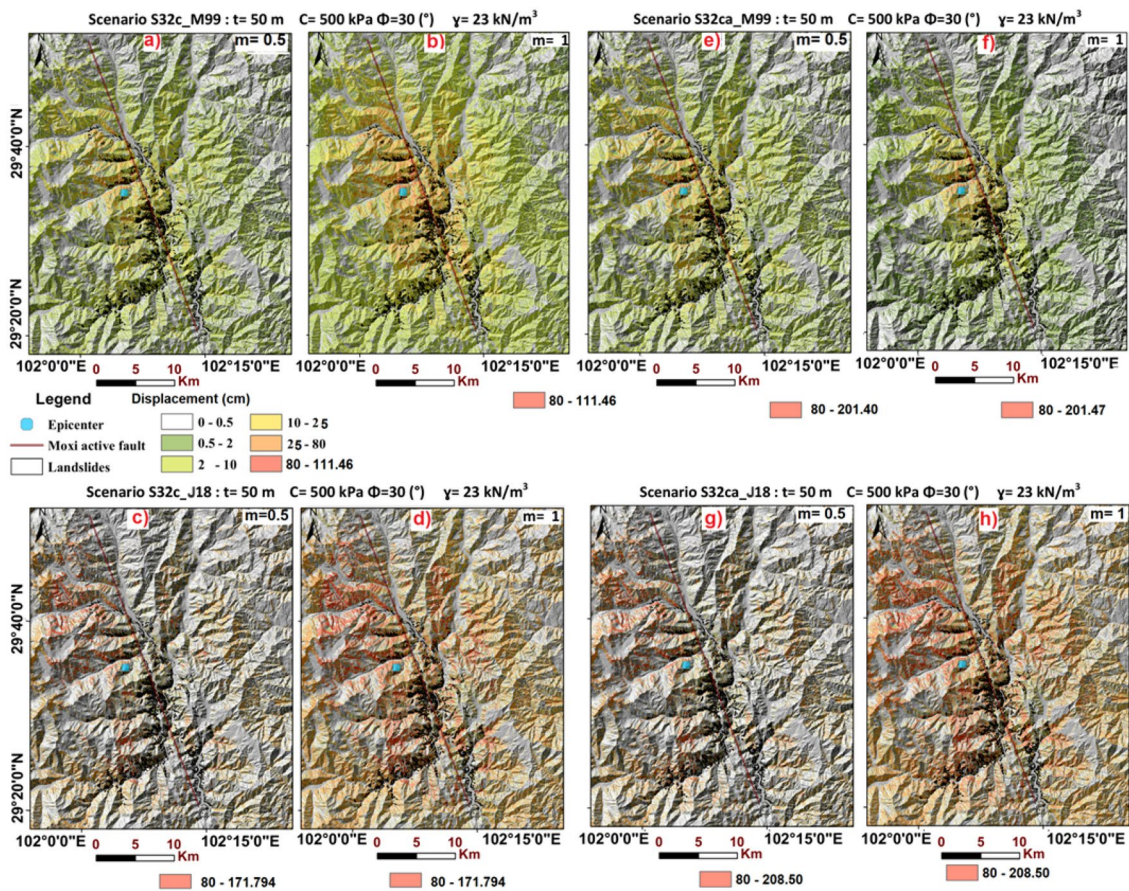 Scenario S32c_M99 : t= 50 m C= 500 kPa Φ=30 (°) ɣ= 23 kN/m³
Scenario S32ca_M99 : t= 50 m C= 500 kPa Φ=30 (°) ɣ= 23 kN/m³
N
a)
m= 0.5
b)
m= 1
e)
m= 0.5
f)
m= 1
29°40'0"N
29°20'0"N
102°0'0"E 102°15'0"E
102°0'0"E 102°15'0"E
102°0'0"E 102°15'0"E
102°0'0"E 102°15'0"E
0 5 10
Km
0 5 10
Km
0 5 10
Km
0 5 10
Km
80 - 111.46
80 - 201.40
80 - 201.47
Legend
Epicenter
Moxi active fault
Landslides
Displacement (cm)
0 - 0.5
0.5 - 2
2 - 10
10 - 25
25 - 80
80 - 111.46
Scenario S32c_J18 : t= 50 m C= 500 kPa Φ=30 (°) ɣ= 23 kN/m³
Scenario S32ca_J18 : t= 50 m C= 500 kPa Φ=30 (°) ɣ= 23 kN/m³
c)
m=0.5
d)
m= 1
g)
m= 0.5
h)
m= 1
29°40'0"N
29°20'0"N
102°0'0"E 102°15'0"E
102°0'0"E 102°15'0"E
102°0'0"E 102°15'0"E
102°0'0"E 102°15'0"E
0 5 10
Km
0 5 10
Km
0 5 10
Km
0 5 10
Km
80 - 171.794
80 - 171.794
80 - 208.50
80 - 208.50